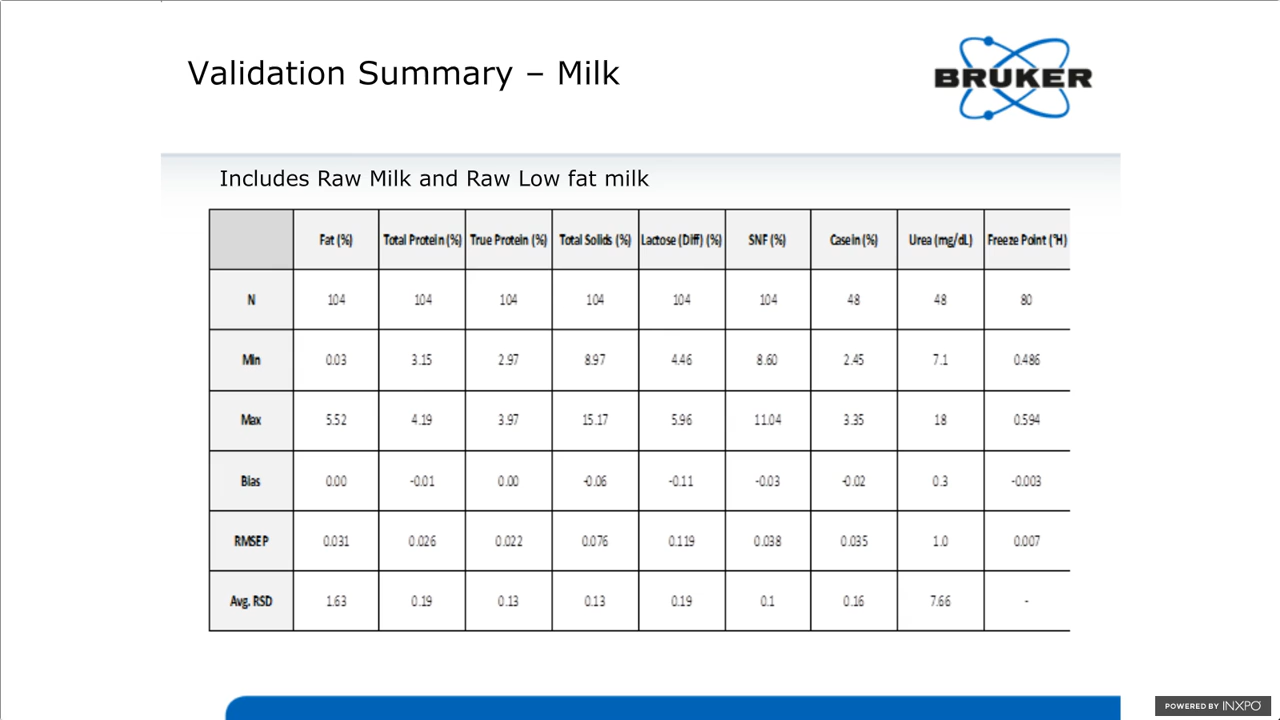 Validation Summary – Milk
BRUKER
Includes Raw Milk and Raw Low fat milk
Fat (%) Total Protein (%) True Protein (%) Total Solids (%) Lactose (Diff) (%) SNF (%) Casein (%) Urea (mg/dL) Freeze Point (°H)
N 104 104 104 104 104 104 48 48 80
Min 0.03 3.15 2.97 8.97 4.46 8.60 2.45 7.1 0.486
Max 5.52 4.19 3.97 15.17 5.96 11.04 3.35 18 0.594
Bias 0.00 -0.01 0.00 -0.06 -0.11 -0.03 -0.02 0.3 -0.003
RMSEP 0.031 0.026 0.022 0.076 0.119 0.038 0.035 1.0 0.007
Avg. RSD 1.63 0.19 0.13 0.13 0.19 0.1 0.16 7.66 -
POWERED BY INXPO